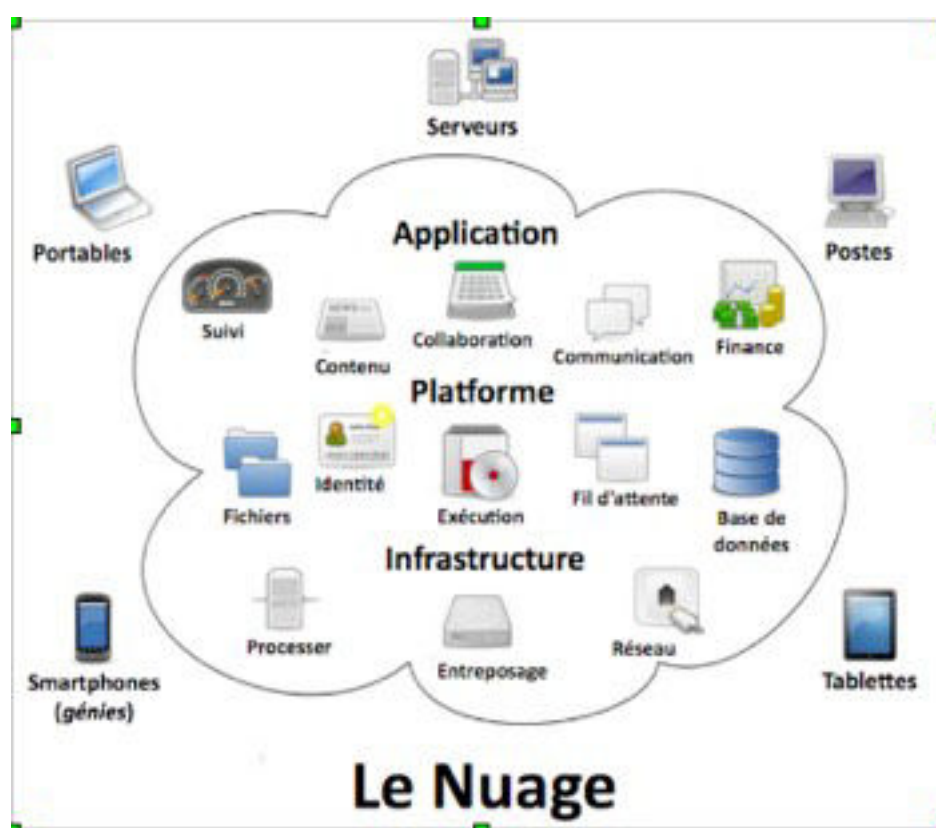 Serveurs
Portables
Postes
Application
Suivi
Contenu
Collaboration
Communication
Finance
Platforme
Fichiers
Identité
Exécution
Fil d'attente
Base de
données
Infrastructure
Processer
Entreposage
Réseau
Smartphones
(génies)
Tablettes
Le Nuage